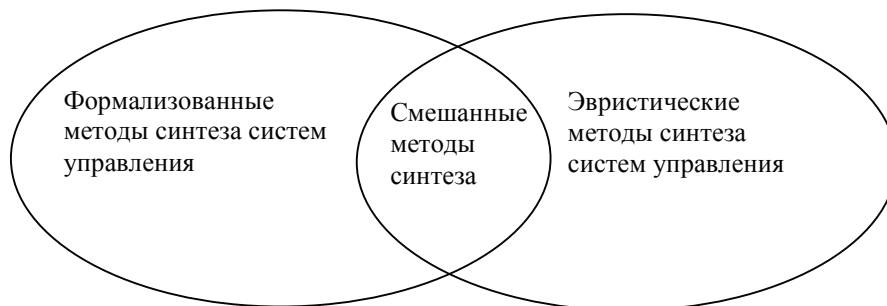 Формализованные
методы синтеза систем
управления
Смешанные
методы
синтеза
Эвристические
методы синтеза
систем управления